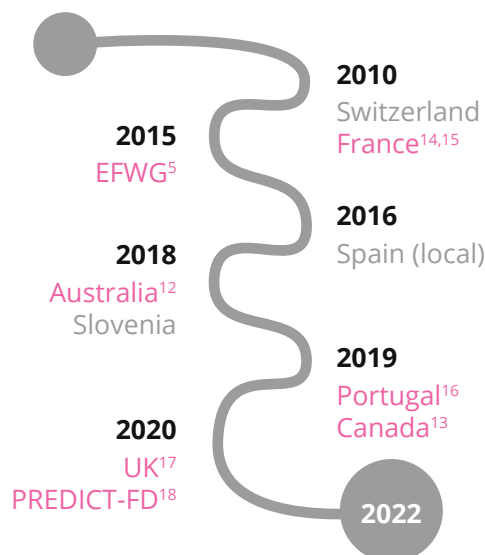 2010
Switzerland
France14,15
2015
EFWG5
2016
Spain (local)
2018
Australia12
Slovenia
2019
Portugal16
Canada13
2020
UK17
PREDICT-FD18
2022